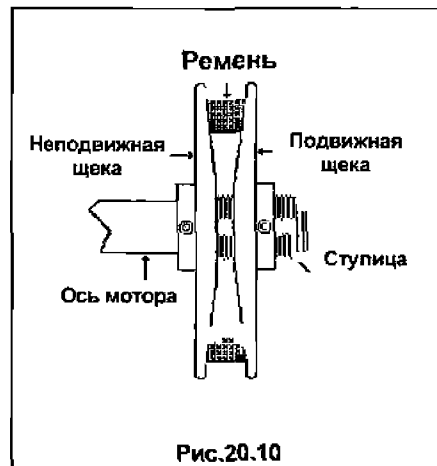 Ремень
Неподвижная
щека
Подвижная
щека
Ступица
Ось мотора
Рис.20.10